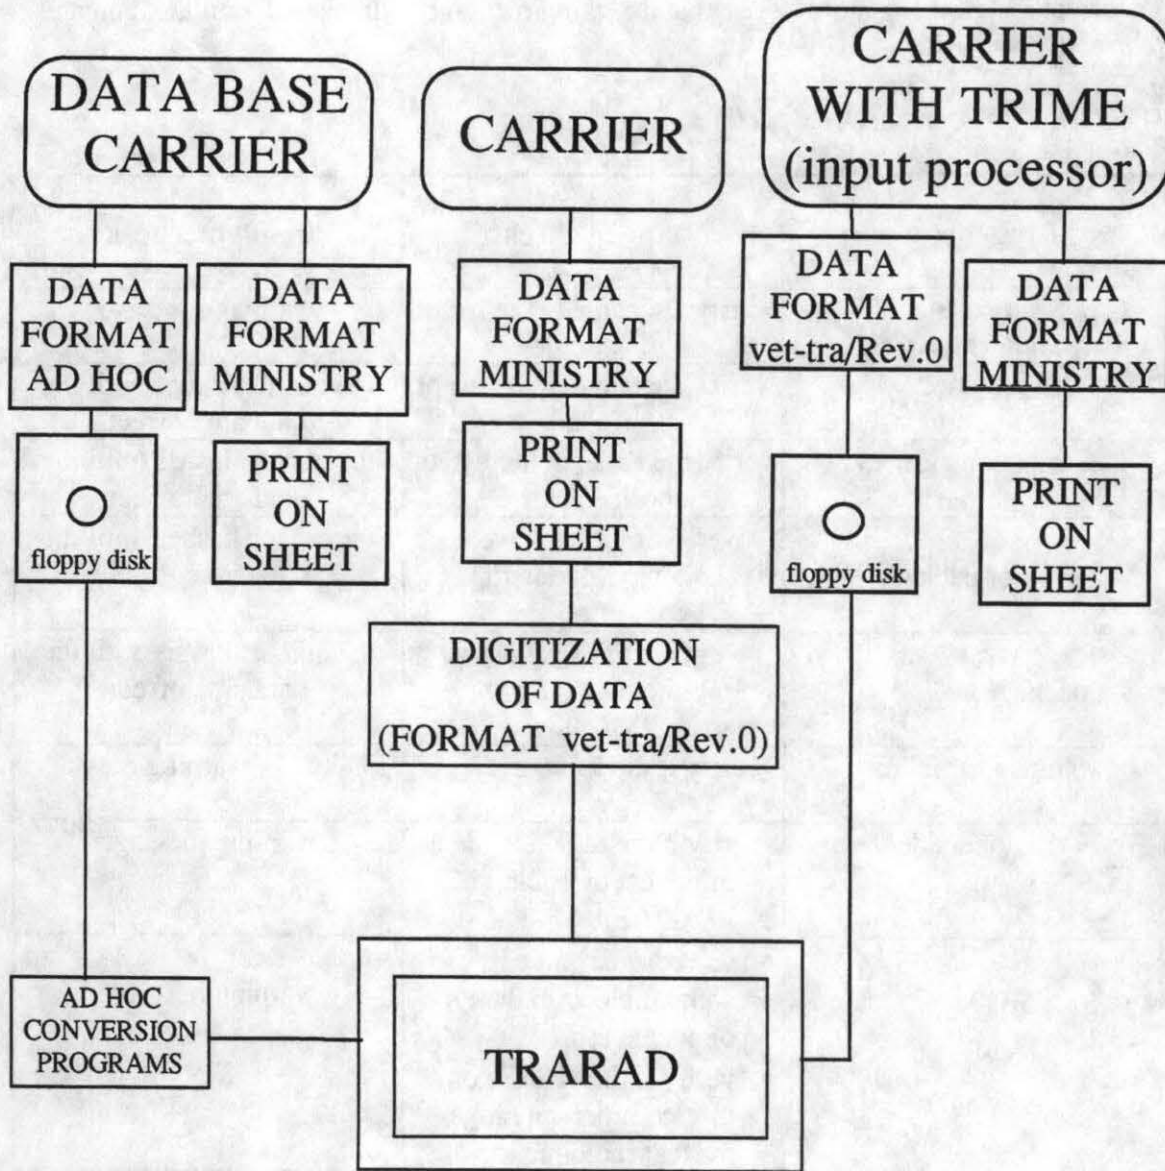 DATA BASE
CARRIER
CARRIER
CARRIER
WITH TRIME
(input processor)
DATA
FORMAT
AD HOC
DATA
FORMAT
MINISTRY
DATA
FORMAT
MINISTRY
DATA
FORMAT
vet-tra/Rev.0
DATA
FORMAT
MINISTRY
floppy disk
PRINT
ON
SHEET
PRINT
ON
SHEET
floppy disk
PRINT
ON
SHEET
DIGITIZATION
OF DATA
(FORMAT vet-tra/Rev.0)
AD HOC
CONVERSION
PROGRAMS
TRARAD